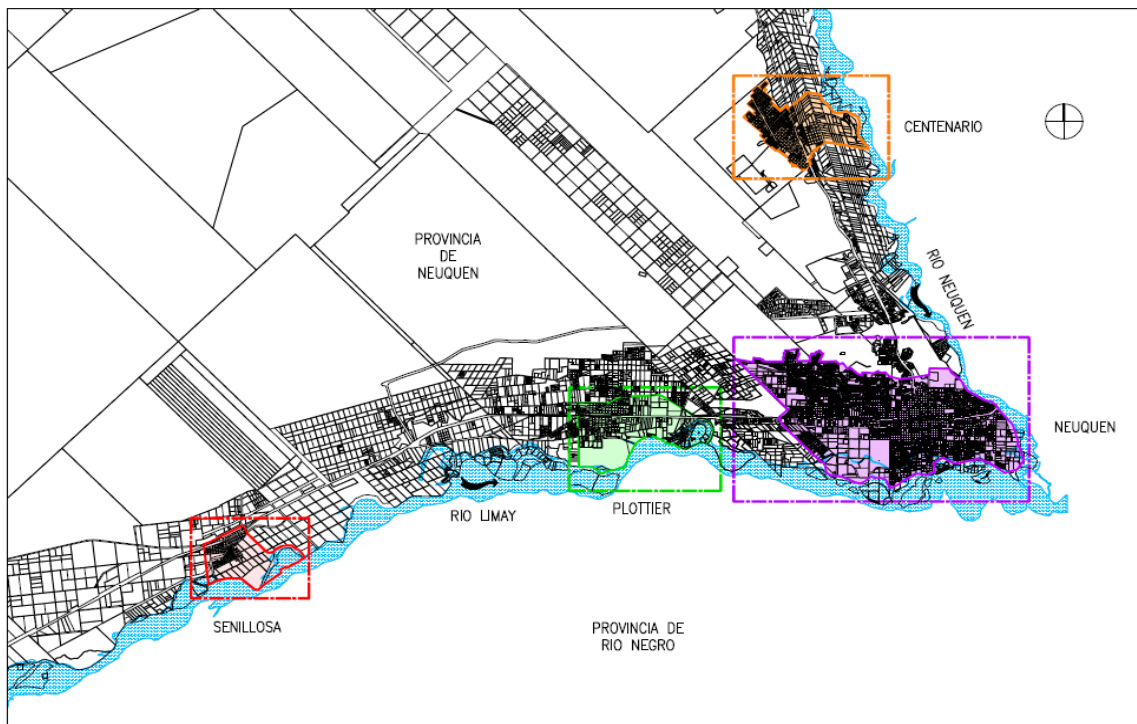 CENTENARIO
PROVINCIA
DE
NEUQUEN
RIO NEUQUEN
NEUQUEN
RIO LIMAY
PLOTTIER
SENILLOSA
PROVINCIA DE
RIO NEGRO